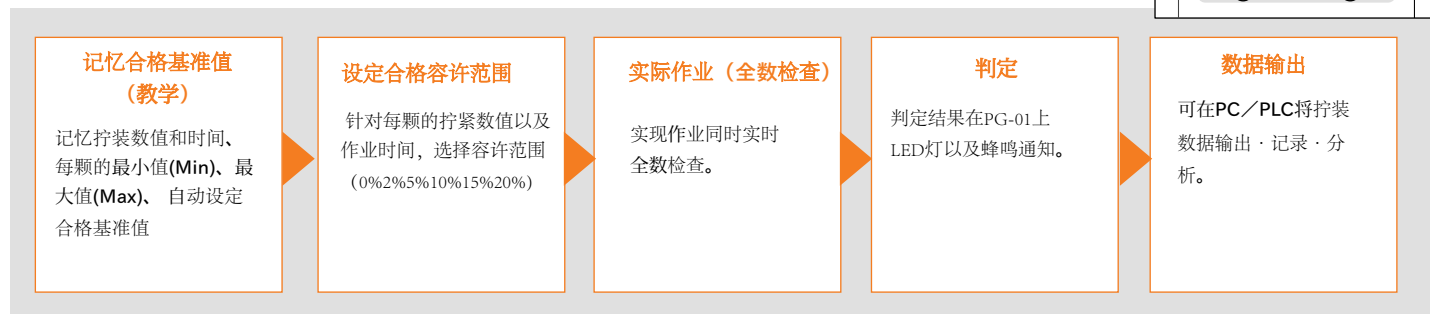 记忆合格基准值
（教学）
记忆拧装数值和时间、
每颗的最小值(Min)、最
大值(Max)、 自动设定
合格基准值
设定合格容许范围
针对每颗的拧紧数值以及
作业时间，选择容许范围
（0%2%5%10%15%20%）
实际作业（全数检查）
实现作业同时实时
全数检查。
判定
判定结果在PG-01上
LED灯以及蜂鸣通知。
数据输出
可在PC／PLC将拧装
数据输出 · 记录 · 分
析。